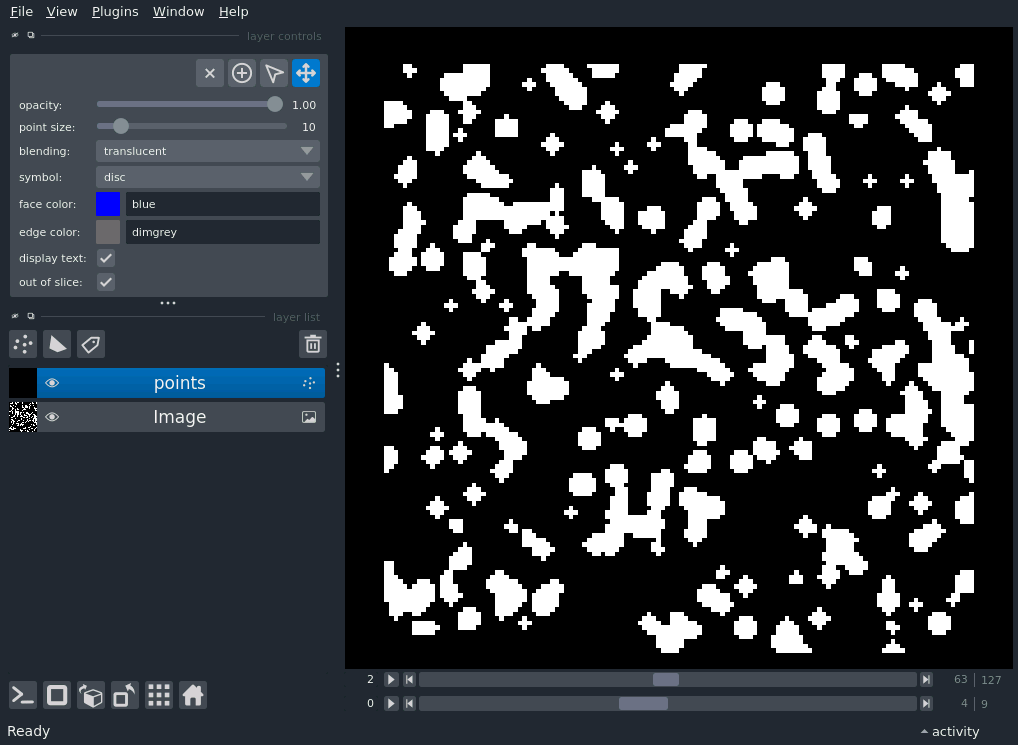 File View Plugins Window Help
layer controls
opacity: 1.00
point size: 10
blending: translucent
symbol: disc
face color: blue
edge color: dimgrey
display text:
out of slice:
layer list
points
Image
2 63 127
0 4 9
Ready activity